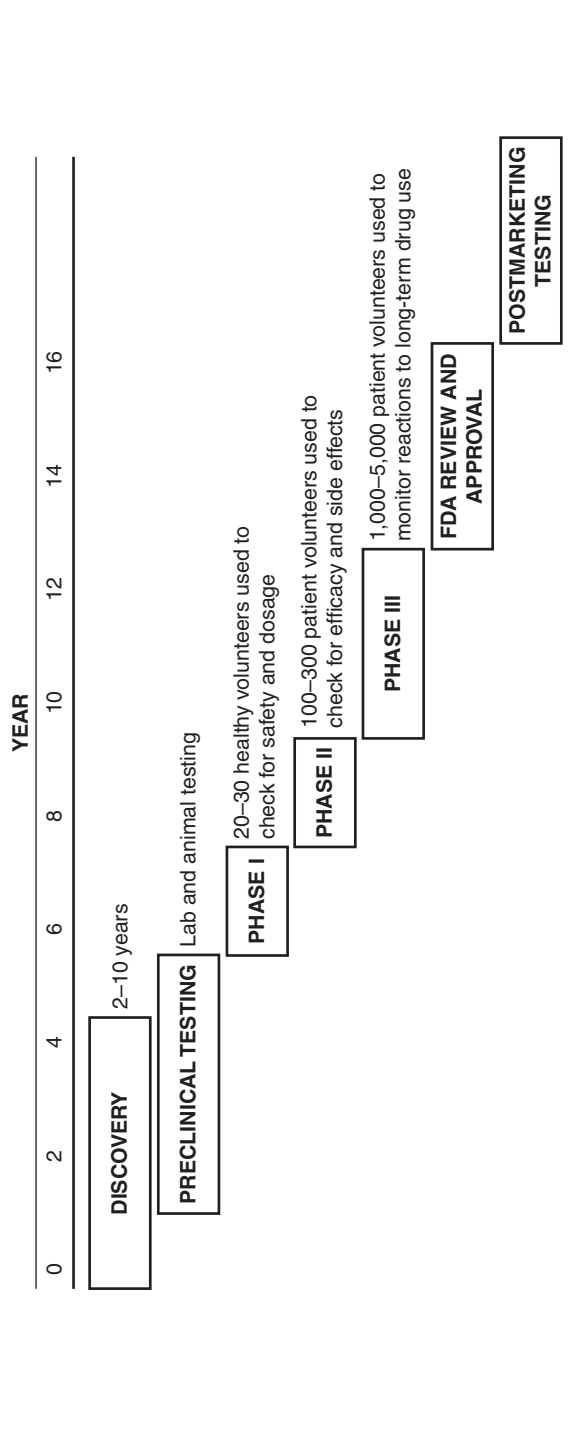 YEAR
0 2 4 6 8 10 12 14 16
DISCOVERY
2–10 years
PRECLINICAL TESTING
Lab and animal testing
PHASE I
20–30 healthy volunteers used to
check for safety and dosage
PHASE II
100–300 patient volunteers used to
check for efficacy and side effects
PHASE III
1,000–5,000 patient volunteers used to
monitor reactions to long-term drug use
FDA REVIEW AND
APPROVAL
POSTMARKETING
TESTING